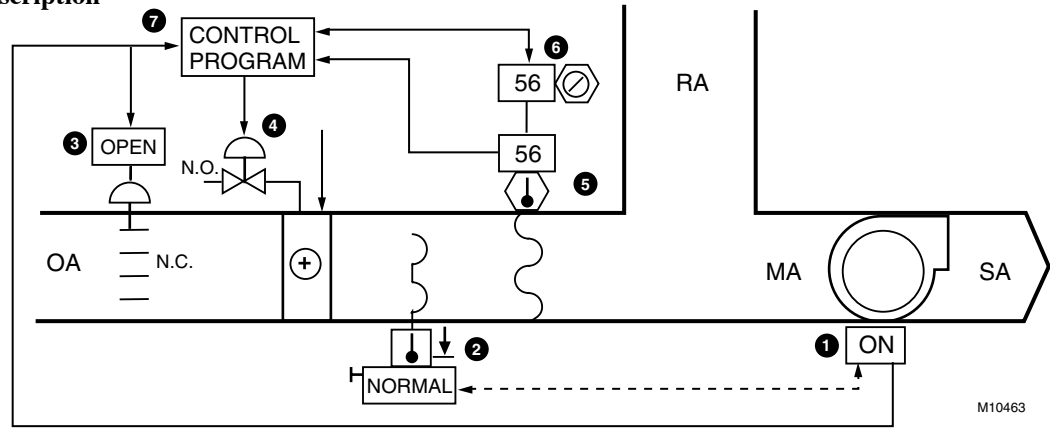 scription
7
CONTROL
PROGRAM
6
56
RA
3
OPEN
4
N.O.
56
5
OA
N.C.
+
MA
SA
2
NORMAL
1
ON
M10463